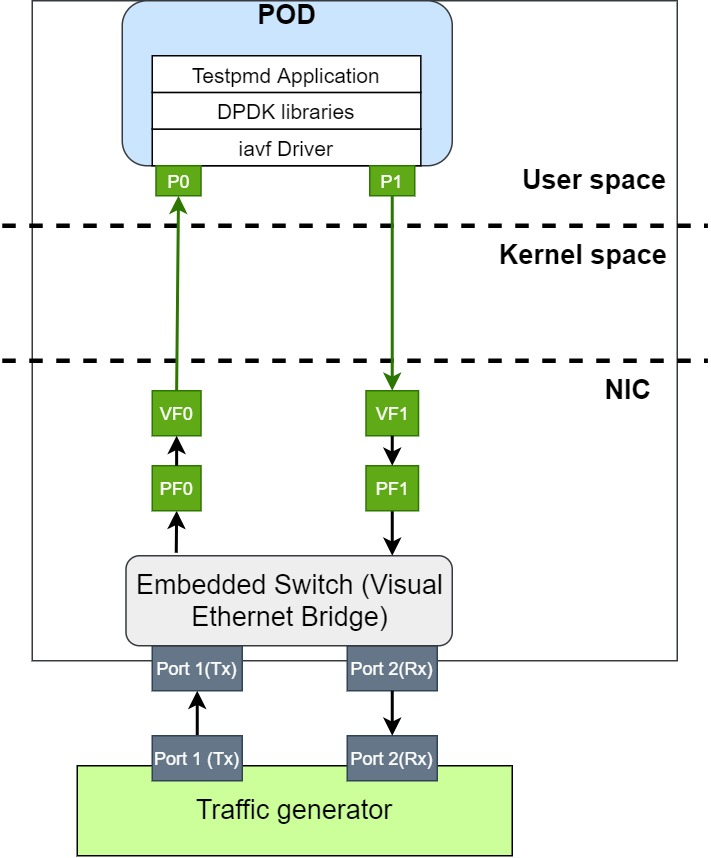 POD
Testpmd Application
DPDK libraries
iavf Driver
P0
P1
User space
Kernel space
NIC
VF0
VF1
PF0
PF1
Embedded Switch (Visual
Ethernet Bridge)
Port 1(Tx)
Port 2(Rx)
Port 1 (Tx)
Port 2(Rx)
Traffic generator